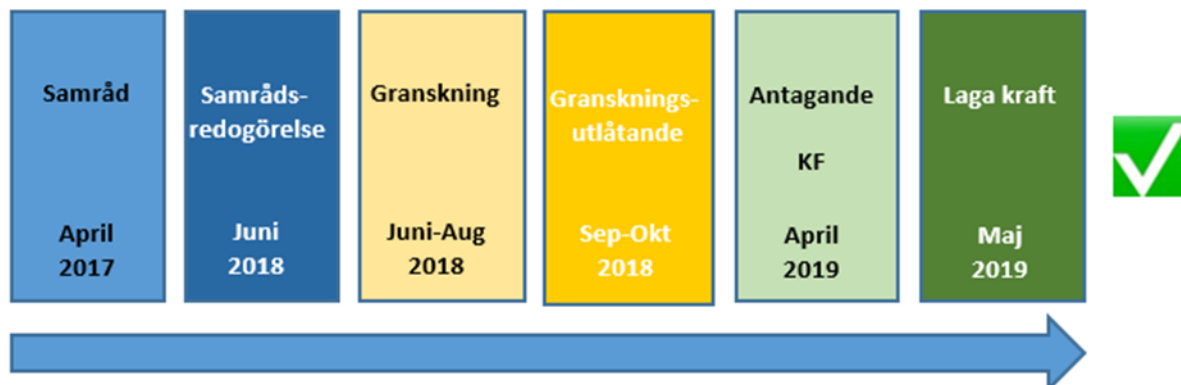 Samråd
April
2017
Samråds-
redogörelse
Juni
2018
Granskning
Juni-Aug
2018
Gransknings-
utlåtande
Sep-Okt
2018
Antagande
KF
April
2019
Laga kraft
Maj
2019